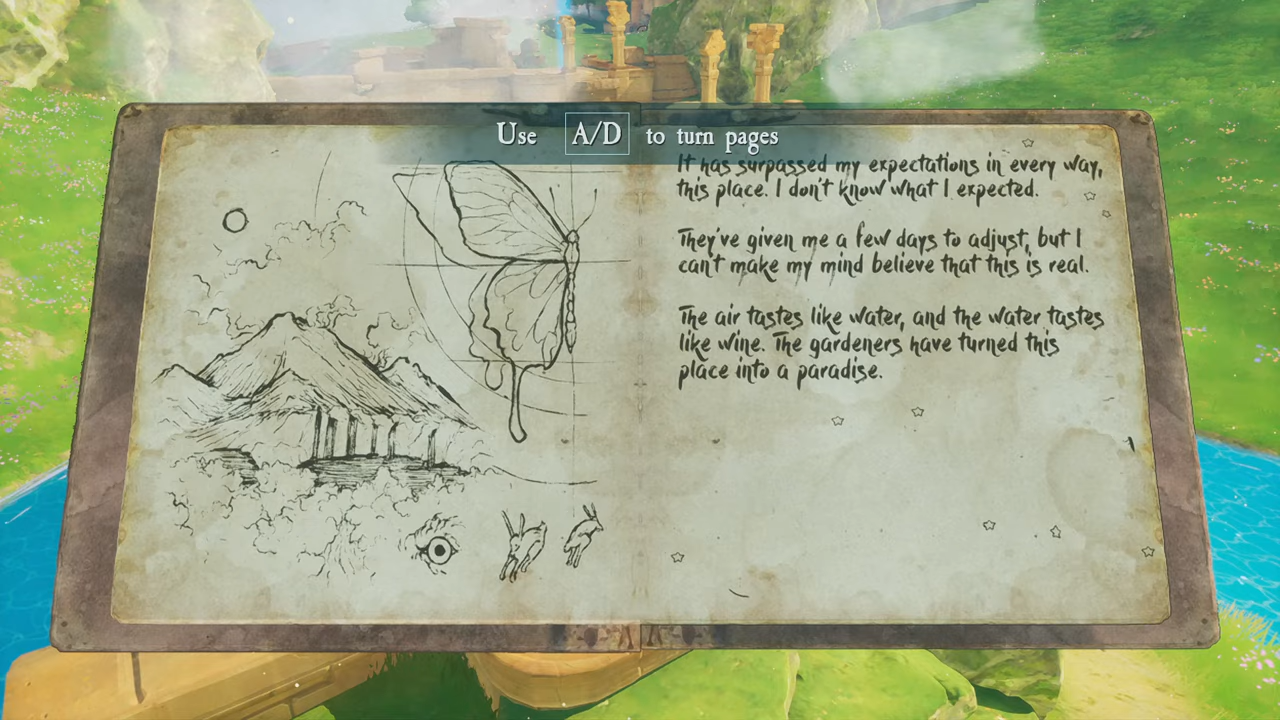 Use A/D to turn pages
It has surpassed my expectations in every way,
this place. I don't know what I expected.
They've given me a few days to adjust, but I
can't make my mind believe that this is real.
The air tastes like water, and the water tastes
like wine. The gardeners have turned this
place into a paradise.